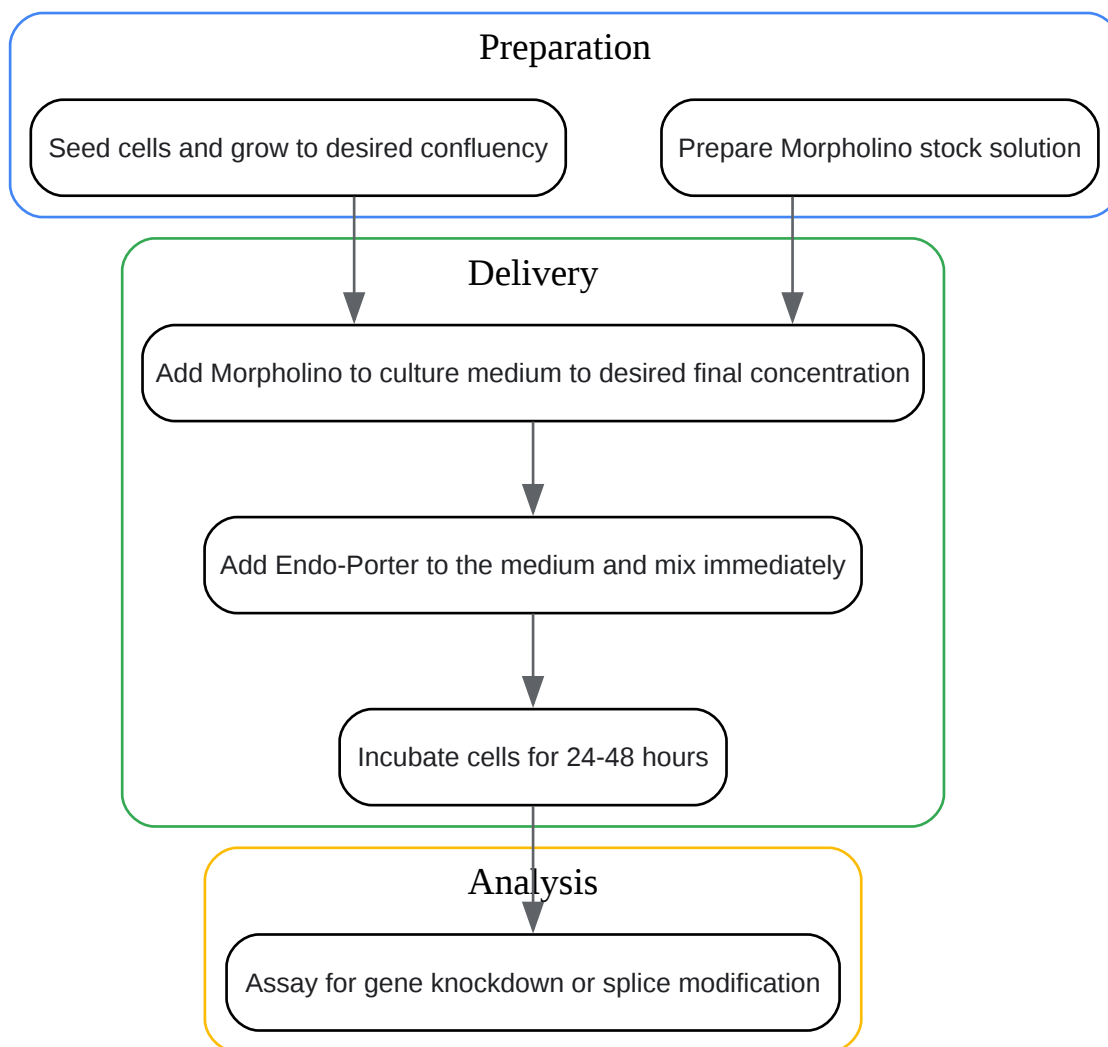 Preparation
Seed cells and grow to desired confluency
Prepare Morpholino stock solution
Delivery
Add Morpholino to culture medium to desired final concentration
Add Endo-Porter to the medium and mix immediately
Incubate cells for 24-48 hours
Analysis
Assay for gene knockdown or splice modification